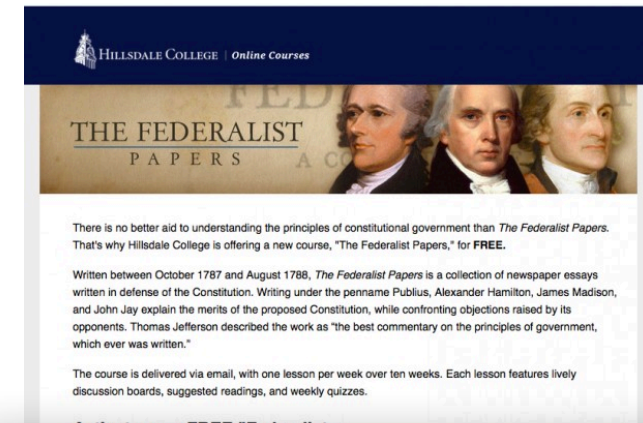 HILLSDALE COLLEGE | Online Courses
FED
THE FEDERALIST
PAPERS
A CO
There is no better aid to understanding the principles of constitutional government than The Federalist Papers.
That's why Hillsdale College is offering a new course, "The Federalist Papers," for FREE.
Written between October 1787 and August 1788, The Federalist Papers is a collection of newspaper essays
written in defense of the Constitution. Writing under the penname Publius, Alexander Hamilton, James Madison,
and John Jay explain the merits of the proposed Constitution, while confronting objections raised by its
opponents. Thomas Jefferson described the work as "the best commentary on the principles of government,
which ever was written."
The course is delivered via email, with one lesson per week over ten weeks. Each lesson features lively
discussion boards, suggested readings, and weekly quizzes.